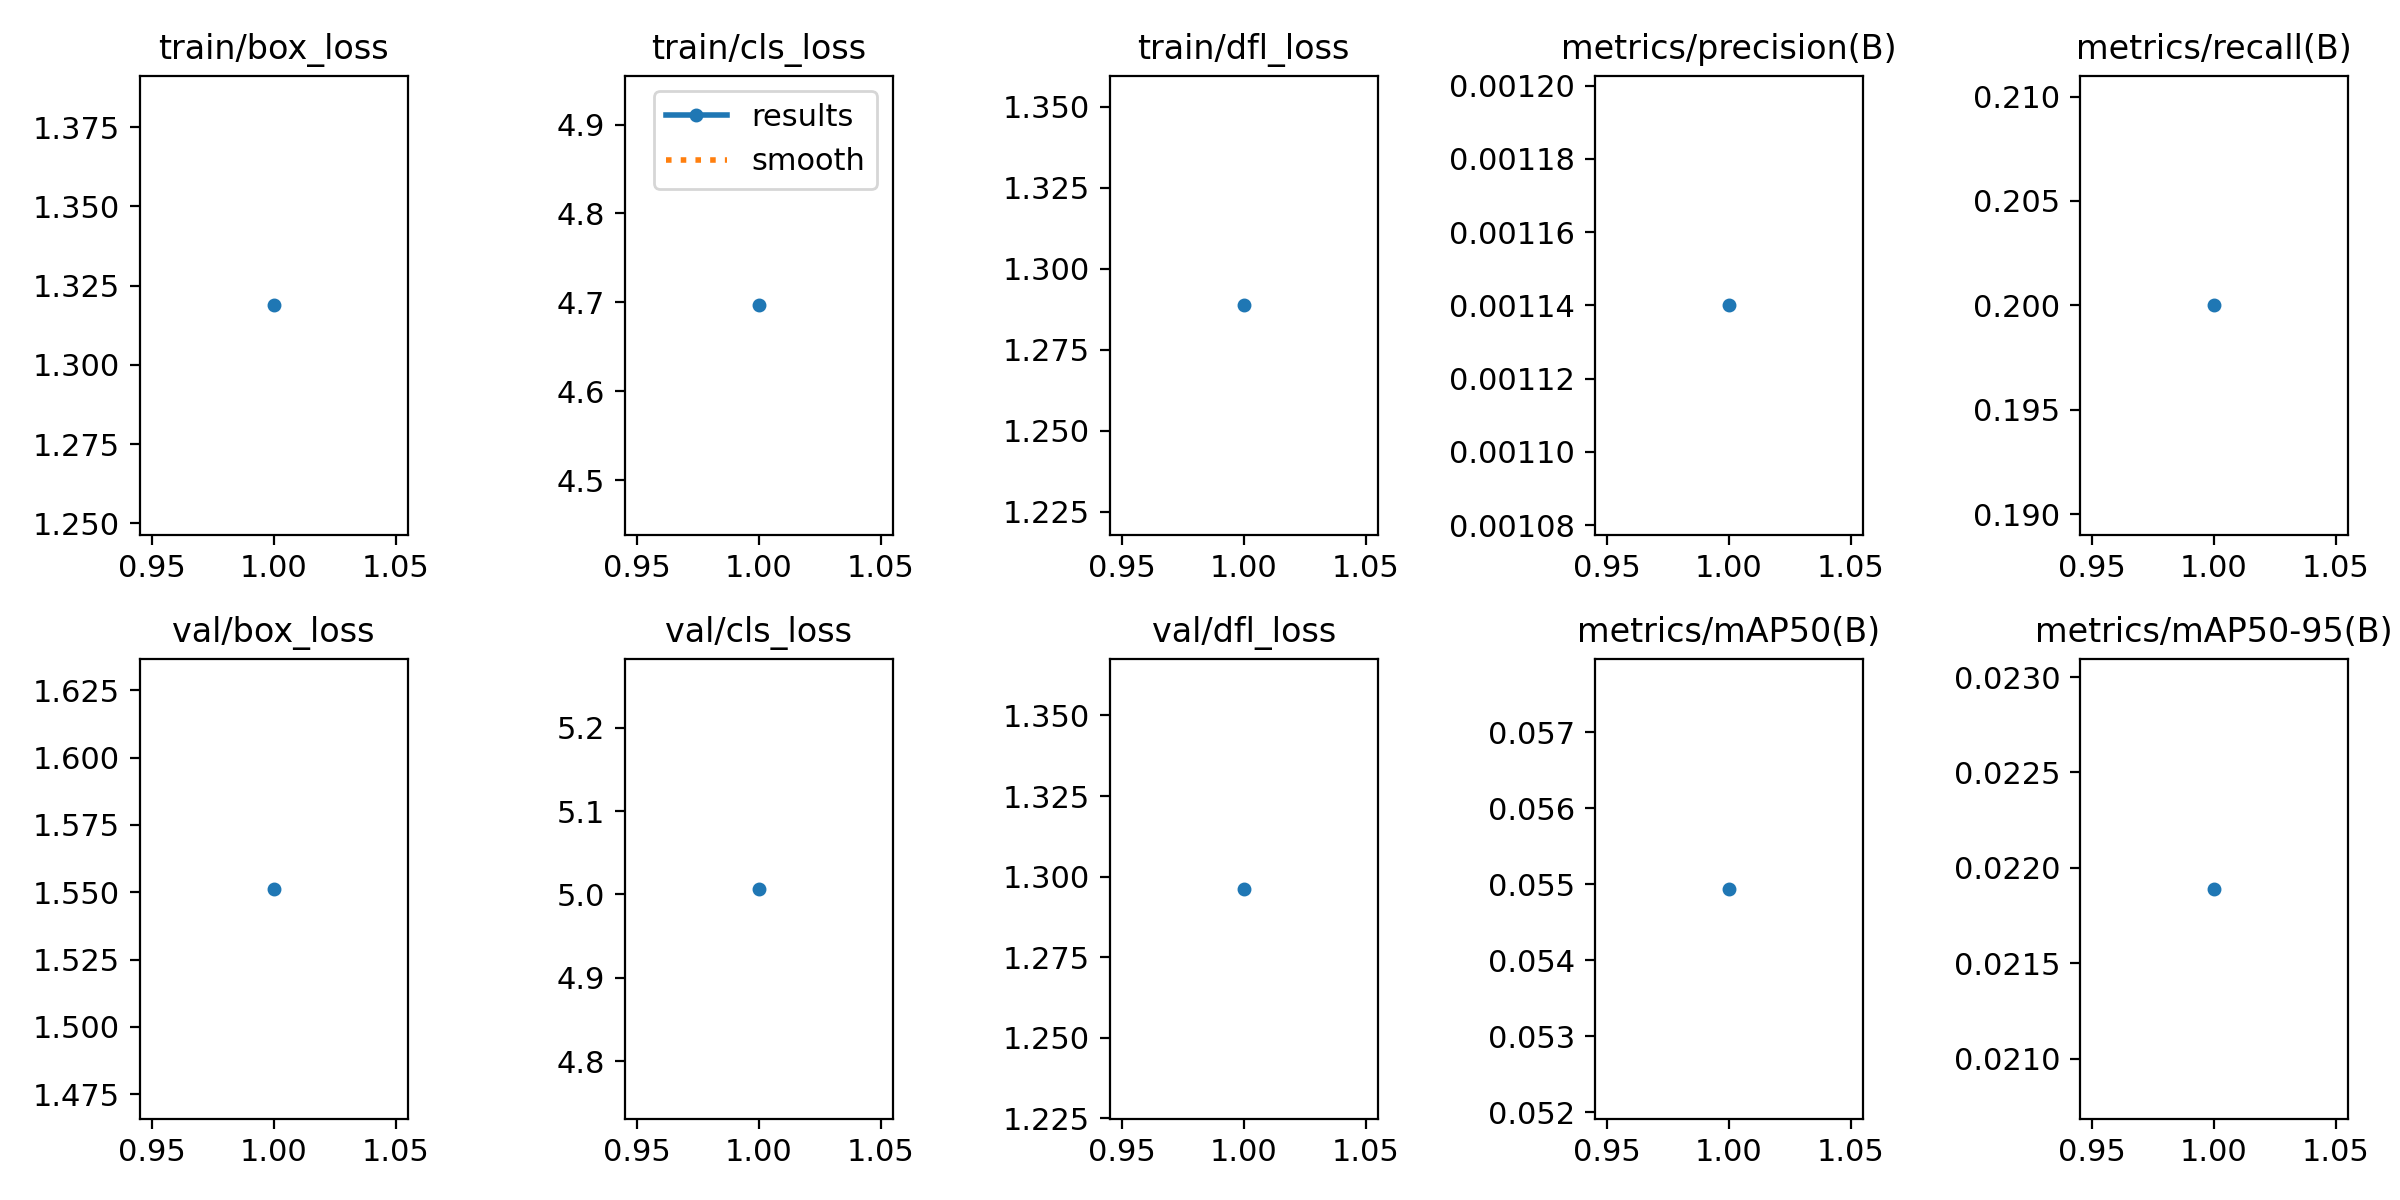 train/box_loss
1.375
1.350
1.325
1.300
1.275
1.250
0.95 1.00 1.05
train/cls_loss
results
smooth
4.9
4.8
4.7
4.6
4.5
0.95 1.00 1.05
train/dfl_loss
1.350
1.325
1.300
1.275
1.250
1.225
0.95 1.00 1.05
metrics/precision(B)
0.00120
0.00118
0.00116
0.00114
0.00112
0.00110
0.00108
0.95 1.00 1.05
metrics/recall(B)
0.210
0.205
0.200
0.195
0.190
0.95 1.00 1.05
val/box_loss
1.625
1.600
1.575
1.550
1.525
1.500
1.475
0.95 1.00 1.05
val/cls_loss
5.2
5.1
5.0
4.9
4.8
0.95 1.00 1.05
val/dfl_loss
1.350
1.325
1.300
1.275
1.250
1.225
0.95 1.00 1.05
metrics/mAP50(B)
0.057
0.056
0.055
0.054
0.053
0.052
0.95 1.00 1.05
metrics/mAP50-95(B)
0.0230
0.0225
0.0220
0.0215
0.0210
0.95 1.00 1.05